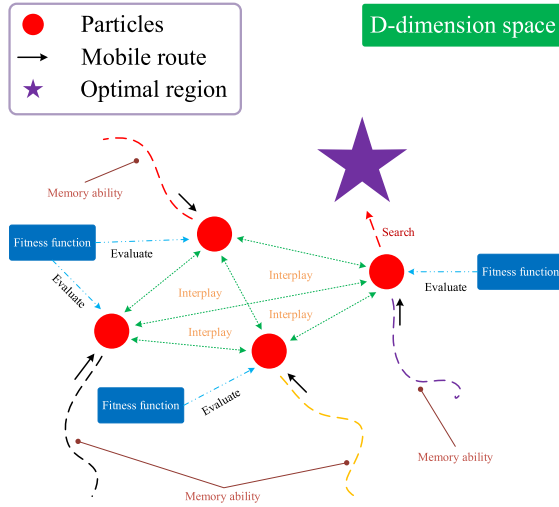 Particles
Mobile route
Optimal region
D-dimension space
Memory ability
Search
Fitness function
Evaluate
Interplay
Fitness function
Evaluate
Evaluate
Interplay
Interplay
Interplay
Fitness function
Evaluate
Memory ability
Memory ability